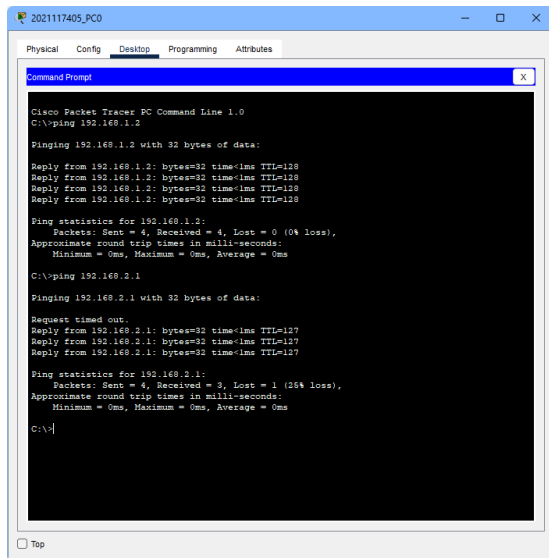 2021117405_PC0
Physical Config Desktop Programming Attributes
Command Prompt
X
Cisco Packet Tracer PC Command Line 1.0
C:\>ping 192.168.1.2
Pinging 192.168.1.2 with 32 bytes of data:
Reply from 192.168.1.2: bytes=32 time<1ms TTL=128
Reply from 192.168.1.2: bytes=32 time<1ms TTL=128
Reply from 192.168.1.2: bytes=32 time<1ms TTL=128
Reply from 192.168.1.2: bytes=32 time<1ms TTL=128
Ping statistics for 192.168.1.2:
Packets: Sent = 4, Received = 4, Lost = 0 (0% loss),
Approximate round trip times in milli-seconds:
Minimum = 0ms, Maximum = 0ms, Average = 0ms
C:\>ping 192.168.2.1
Pinging 192.168.2.1 with 32 bytes of data:
Request timed out.
Reply from 192.168.2.1: bytes=32 time<1ms TTL=127
Reply from 192.168.2.1: bytes=32 time<1ms TTL=127
Reply from 192.168.2.1: bytes=32 time<1ms TTL=127
Ping statistics for 192.168.2.1:
Packets: Sent = 4, Received = 3, Lost = 1 (25% loss),
Approximate round trip times in milli-seconds:
Minimum = 0ms, Maximum = 0ms, Average = 0ms
C:\>
Top